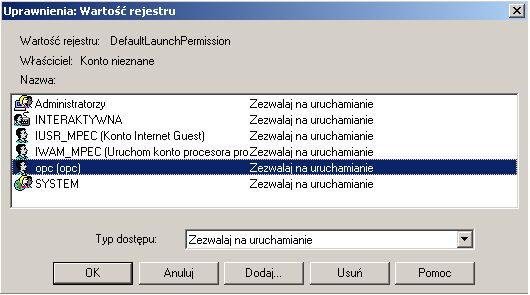 Uprawnienia: Wartość rejestru
Wartość rejestru: DefaultLaunchPermission
Właściciel: Konto nieznane
Nazwa:
Administratorzy Zezwalaj na uruchamianie
INTERAKTYWNA Zezwalaj na uruchamianie
IUSR_MPEC (Konto Internet Guest) Zezwalaj na uruchamianie
IWAM_MPEC (Uruchom konto procesora pro Zezwalaj na uruchamianie
opc (opc) Zezwalaj na uruchamianie
SYSTEM Zezwalaj na uruchamianie
Typ dostępu: Zezwalaj na uruchamianie
OK Anuluj Dodaj... Usuń Pomoc